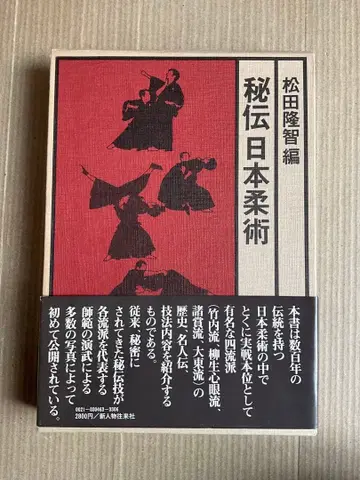 松田隆智 編
秘伝 日本柔術
本書は数百年の
伝統を持つ
日本柔術の中で
とくに実戦本位として
有名な四流派
(竹内流、柳生心眼流、
諸賞流、大東流)の
歴史、名人伝、
技法内容を紹介する
ものである。
従来、秘密に
されてきた秘伝技が
各流派を代表する
師範の演武による
多数の写真によって
初めて公開されている。
0021-080463-3306
2800円/新人物往来社